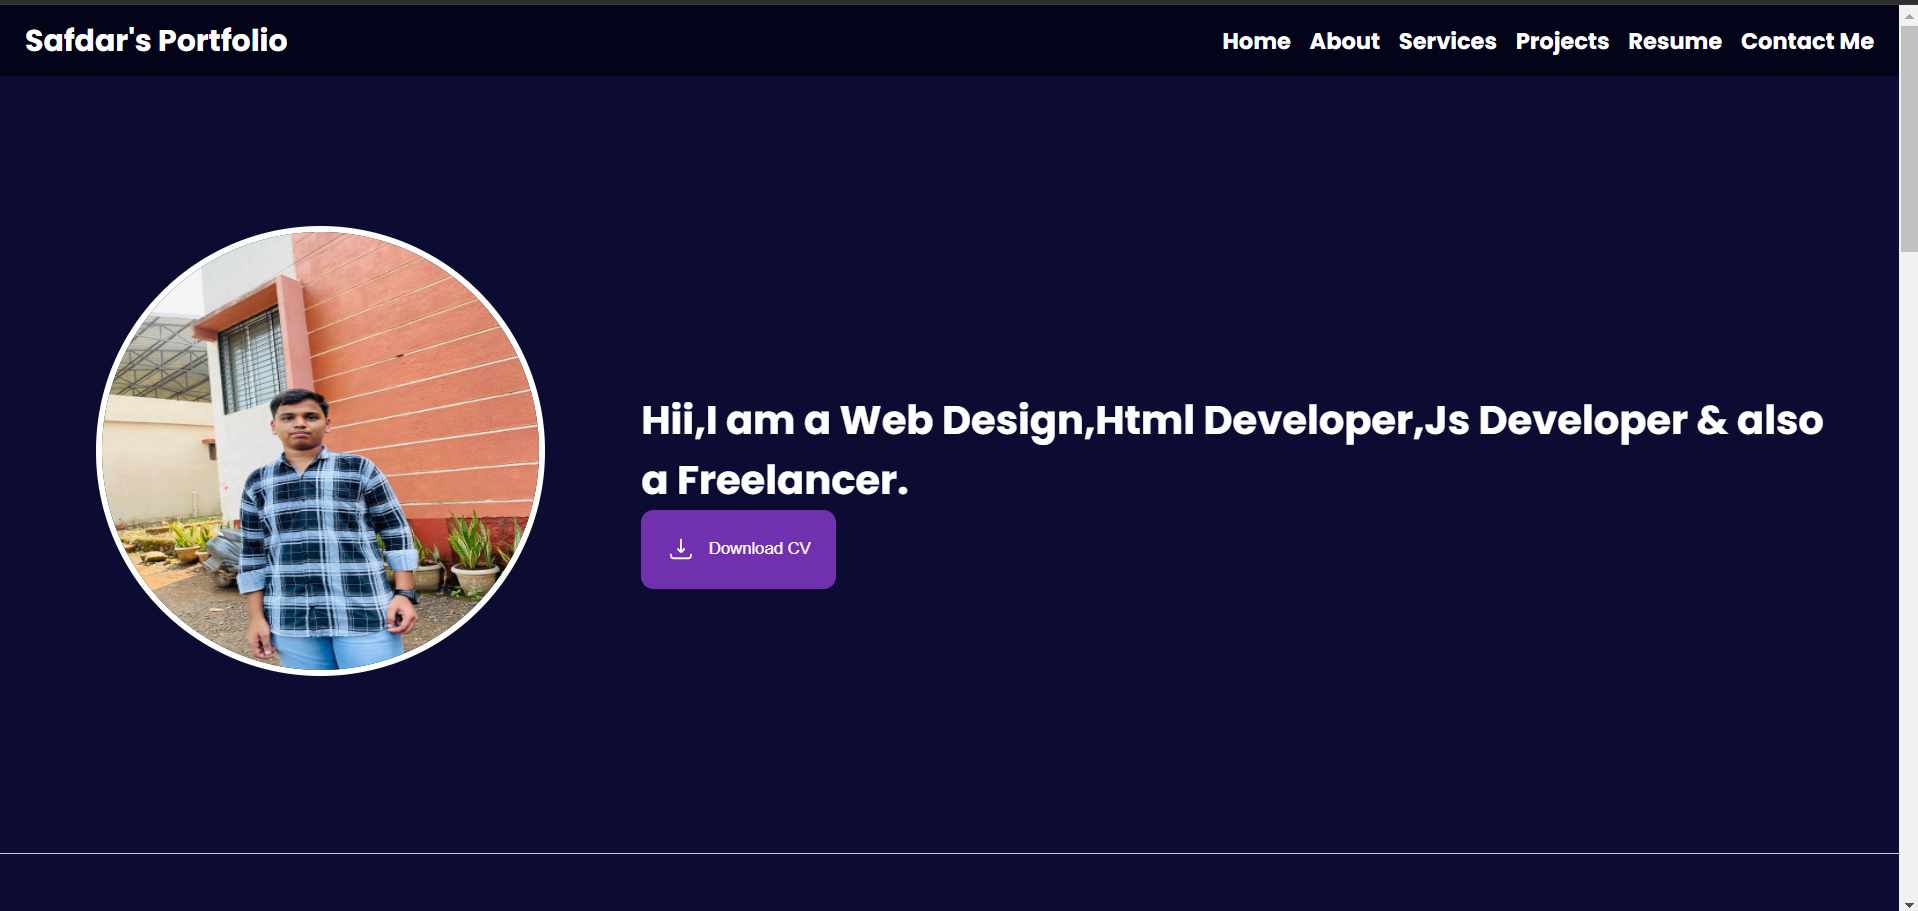 Safdar's Portfolio
Home About Services Projects Resume Contact Me
Hii,I am a Web Design,Html Developer,Js Developer & also
a Freelancer.
Download CV